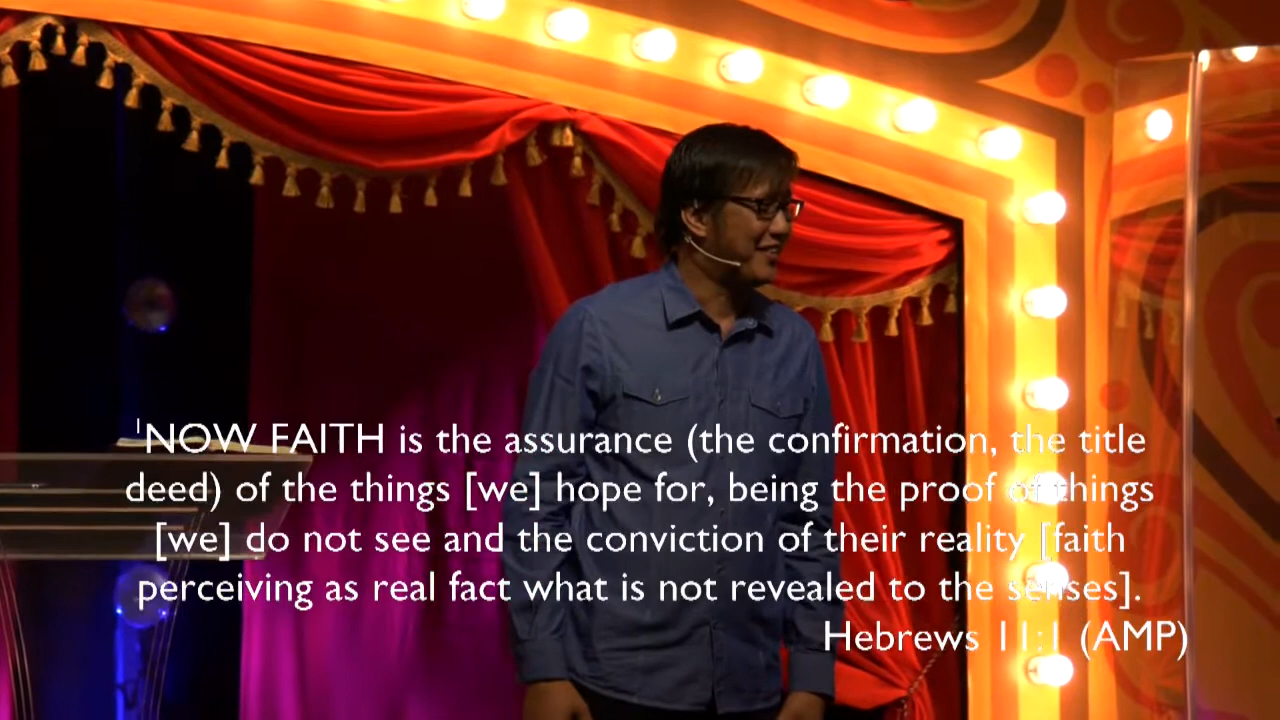 ¹NOW FAITH is the assurance (the confirmation, the title
deed) of the things [we] hope for, being the proof of things
[we] do not see and the conviction of their reality [faith
perceiving as real fact what is not revealed to the senses].
Hebrews 11:1 (AMP)